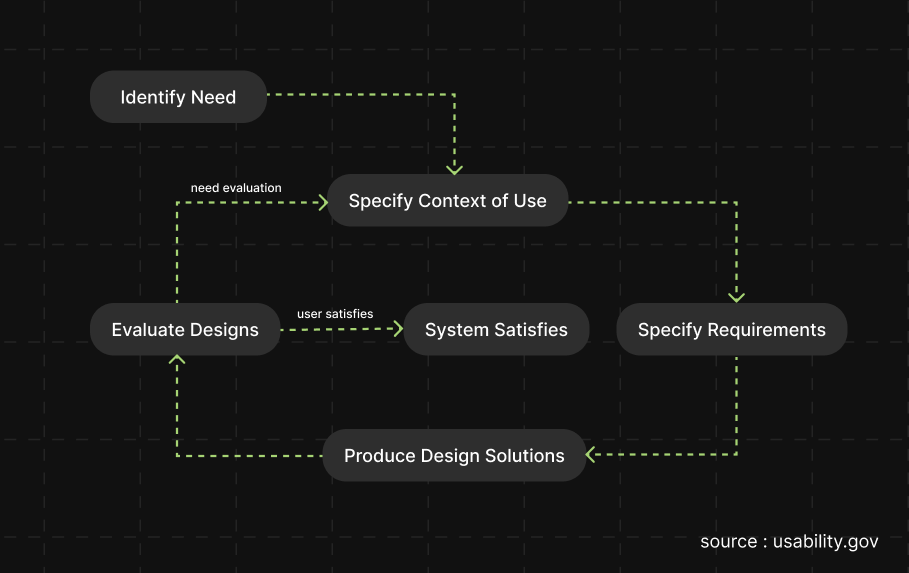 Identify Need
need evaluation
Specify Context of Use
Evaluate Designs
user satisfies
System Satisfies
Specify Requirements
Produce Design Solutions
source : usability.gov